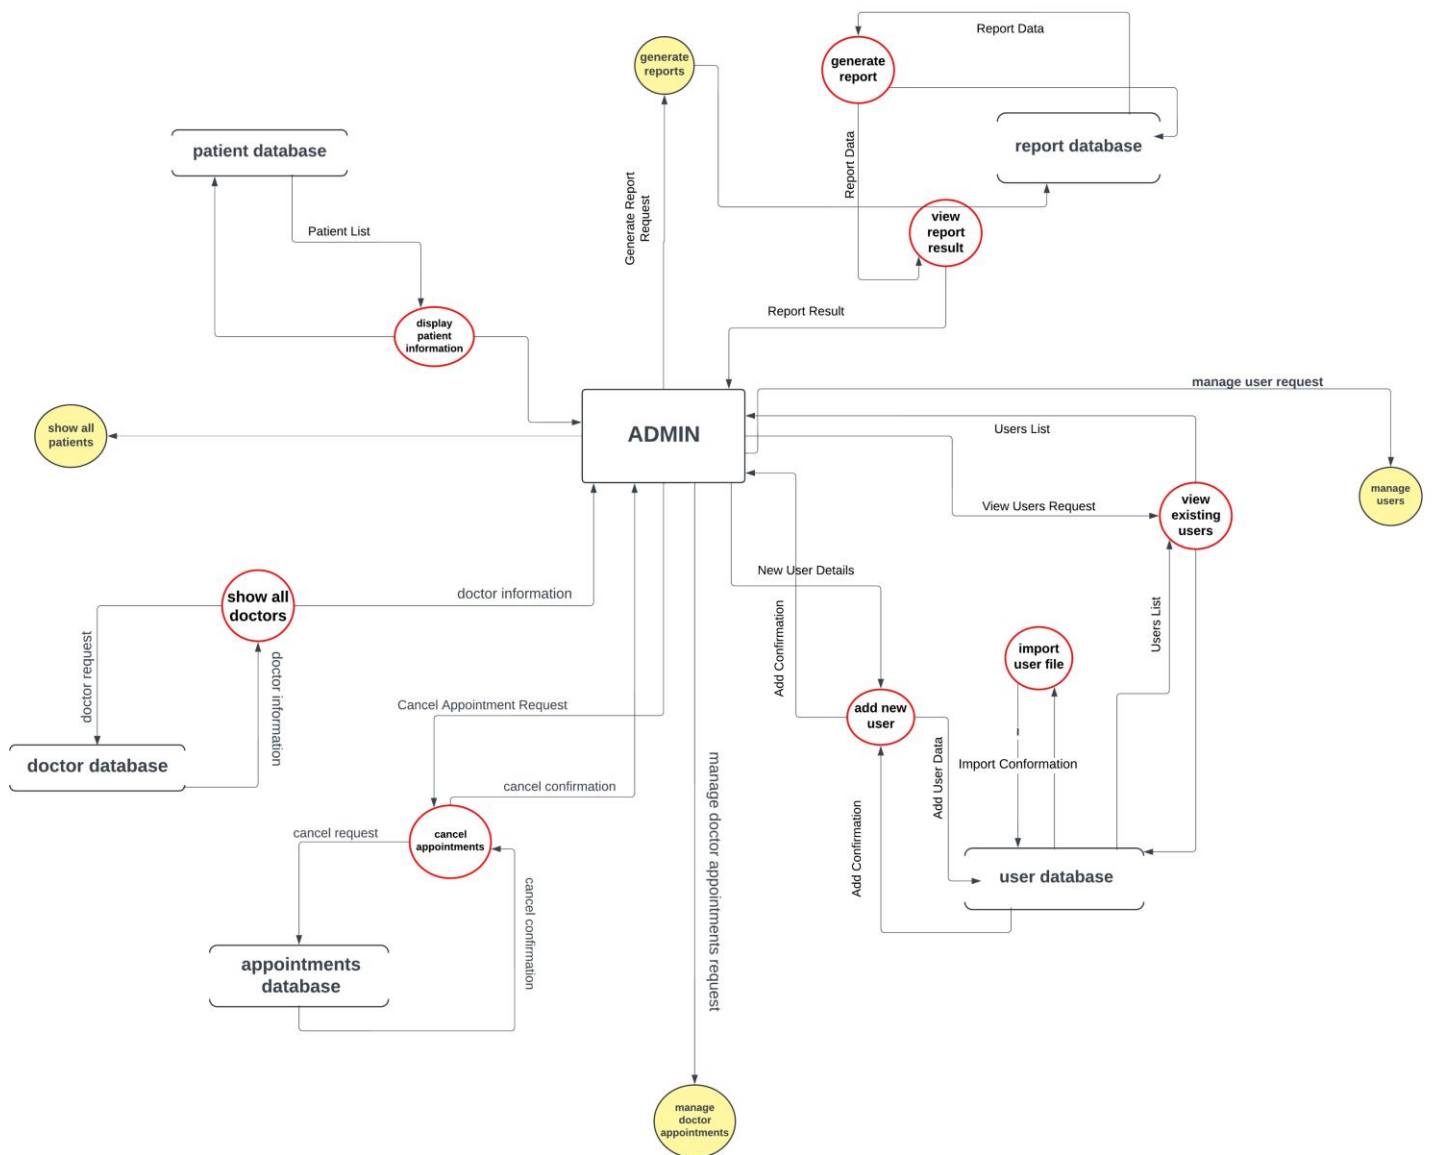 Report Data
generate
reports
generate
report
patient database
report database
Report Data
Generate Report
Request
view
report
result
Patient List
Report Result
display
patient
information
manage user request
show all
patients
ADMIN
Users List
manage
users
View Users Request
view
existing
users
New User Details
show all
doctors
doctor information
doctor request
doctor information
Add Confirmation
Users List
import
user file
Cancel Appointment Request
add new
user
doctor database
manage doctor appointments request
Add User Data
Import Conformation
cancel confirmation
cancel request
cancel
appointments
Add Confirmation
user database
cancel confirmation
appointments
database
manage
doctor
appointments